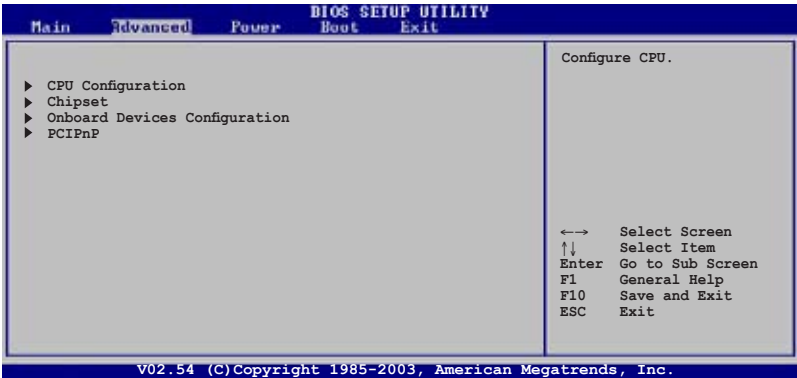 BIOS SETUP UTILITY
Main Advanced Power Boot Exit
Configure CPU.
▶ CPU Configuration
▶ Chipset
▶ Onboard Devices Configuration
▶ PCIPnP
←→ Select Screen
↑↓ Select Item
Enter Go to Sub Screen
F1 General Help
F10 Save and Exit
ESC Exit
V02.54 (C)Copyright 1985-2003, American Megatrends, Inc.